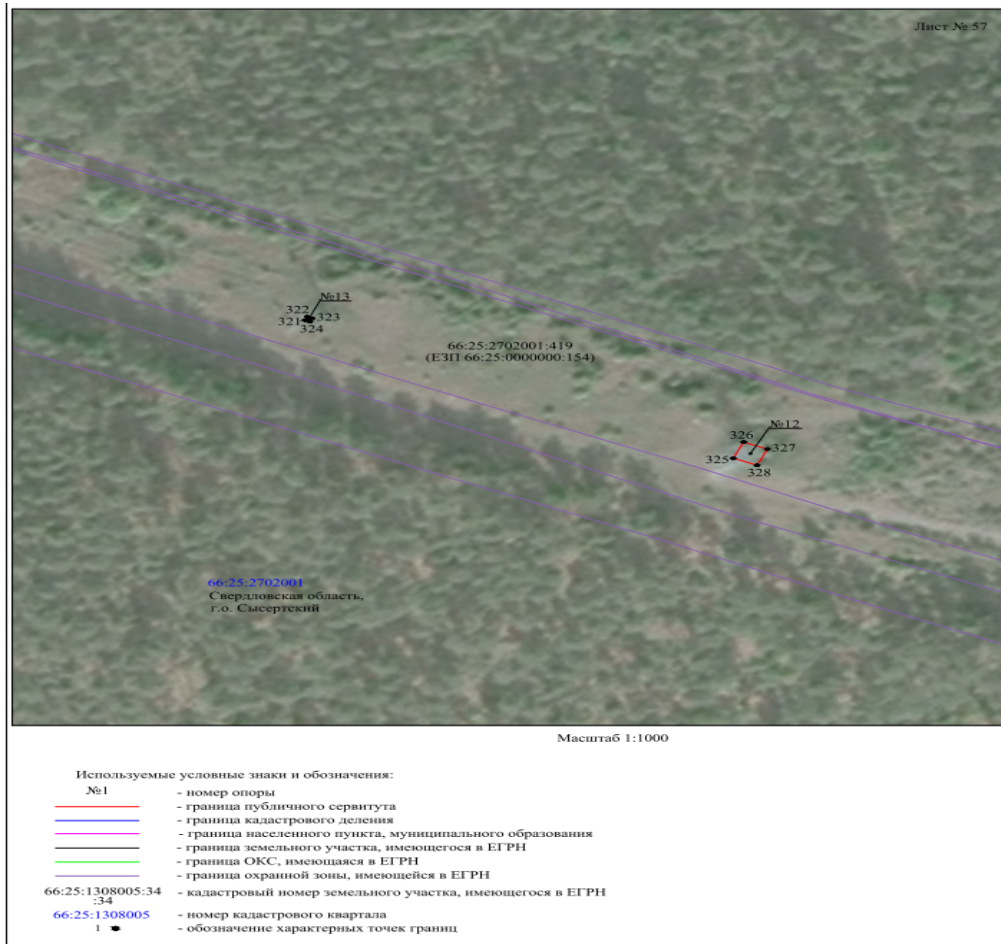 Лист № 57
№13
322
323
321
324
66:25:2702001:419
(ЕЗП 66:25:0000000:154)
№12
326
327
325
328
66:25:2702001
Свердловская область,
г.о. Сысертский
Масштаб 1:1000
Используемые условные знаки и обозначения:
№1 - номер опоры
- граница публичного сервитута
- граница кадастрового деления
- граница населенного пункта, муниципального образования
- граница земельного участка, имеющегося в ЕГРН
- граница ОКС, имеющаяся в ЕГРН
- граница охранной зоны, имеющейся в ЕГРН
66:25:1308005:34 - кадастровый номер земельного участка, имеющегося в ЕГРН
:34
66:25:1308005 - номер кадастрового квартала
1 - обозначение характерных точек границ